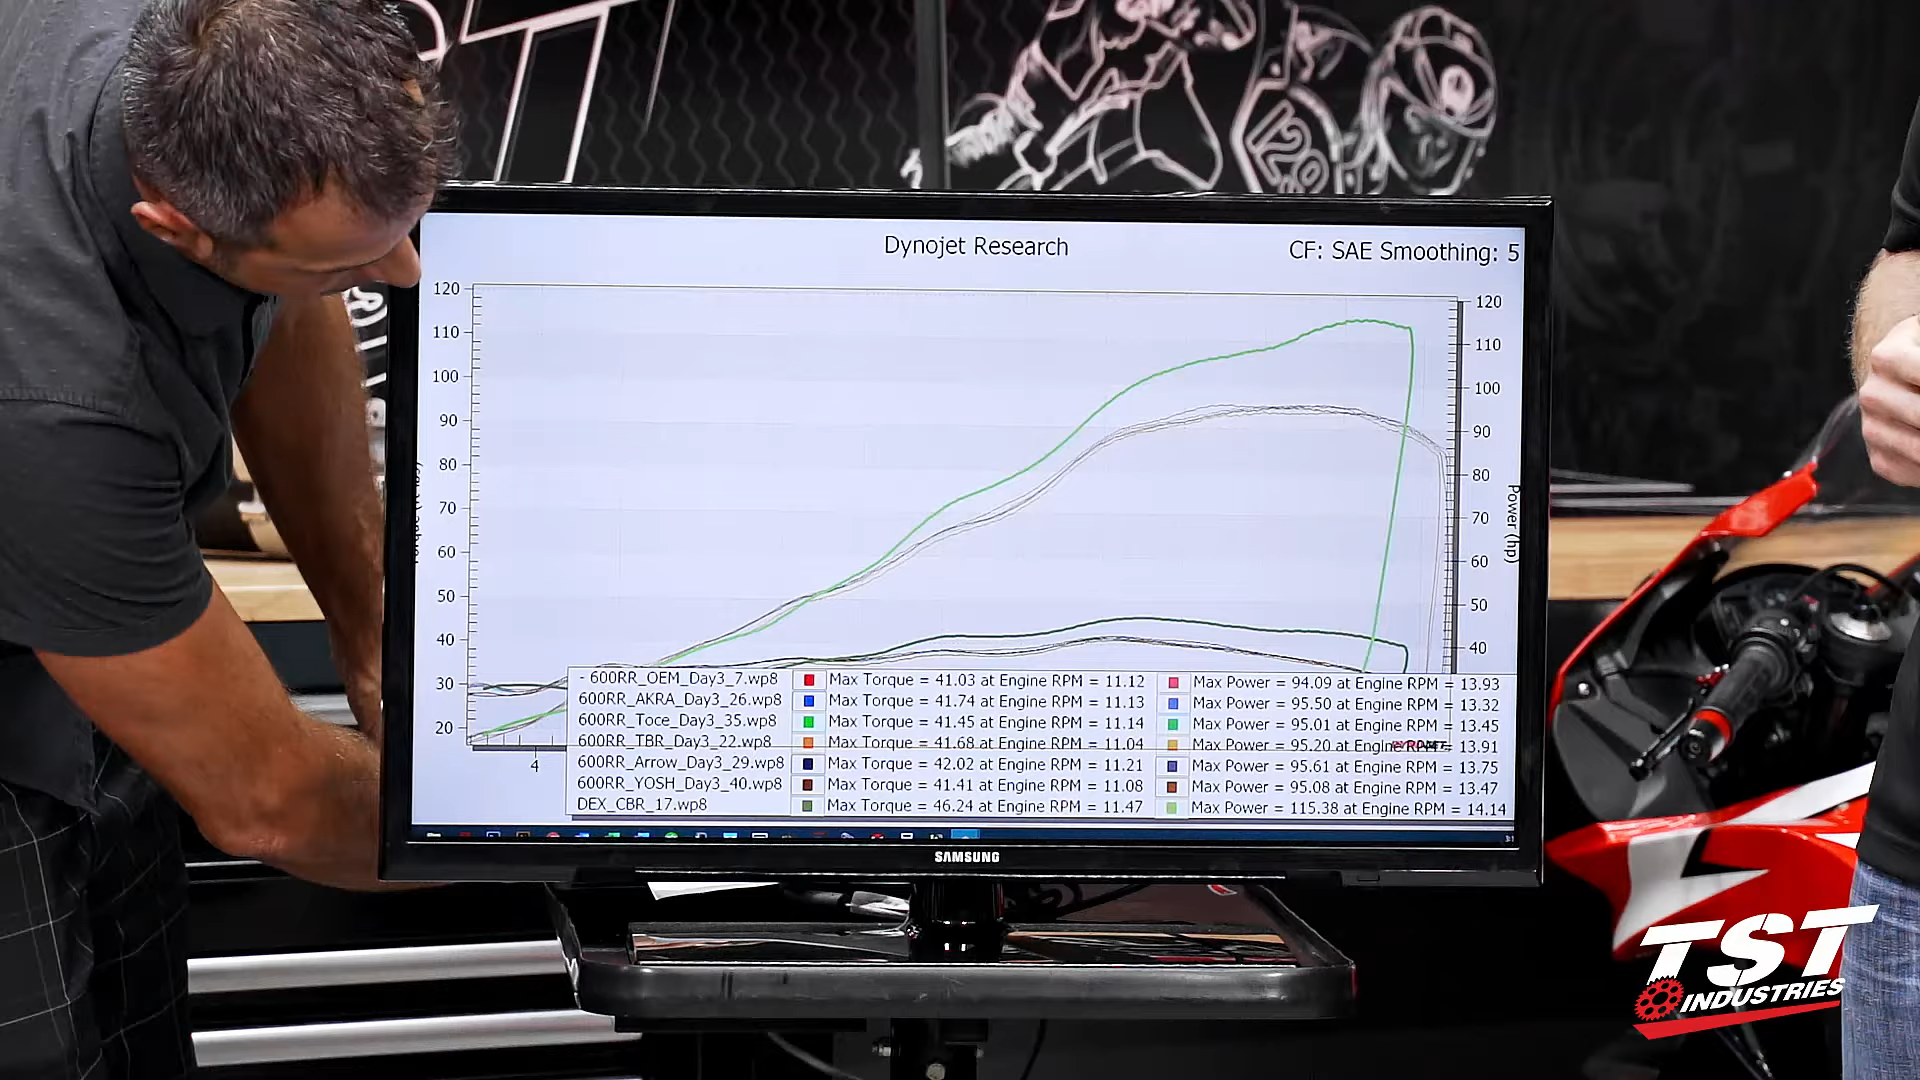 Dynojet Research
CF: SAE Smoothing: 5
120
110
100
90
80
70
60
50
40
30
20
120
110
100
90
80
70
60
50
40
Power (hp)
4
- 600RR_OEM_Day3_7.wp8 Max Torque = 41.03 at Engine RPM = 11.12 Max Power = 94.09 at Engine RPM = 13.93
600RR_AKRA_Day3_26.wp8 Max Torque = 41.74 at Engine RPM = 11.13 Max Power = 95.50 at Engine RPM = 13.32
600RR_Toce_Day3_35.wp8 Max Torque = 41.45 at Engine RPM = 11.14 Max Power = 95.01 at Engine RPM = 13.45
600RR_TBR_Day3_22.wp8 Max Torque = 41.68 at Engine RPM = 11.04 Max Power = 95.20 at Engine RPM = 13.91
600RR_Arrow_Day3_29.wp8 Max Torque = 42.02 at Engine RPM = 11.21 Max Power = 95.61 at Engine RPM = 13.75
600RR_YOSH_Day3_40.wp8 Max Torque = 41.41 at Engine RPM = 11.08 Max Power = 95.08 at Engine RPM = 13.47
DEX_CBR_17.wp8 Max Torque = 46.24 at Engine RPM = 11.47 Max Power = 115.38 at Engine RPM = 14.14
SAMSUNG
TST
INDUSTRIES